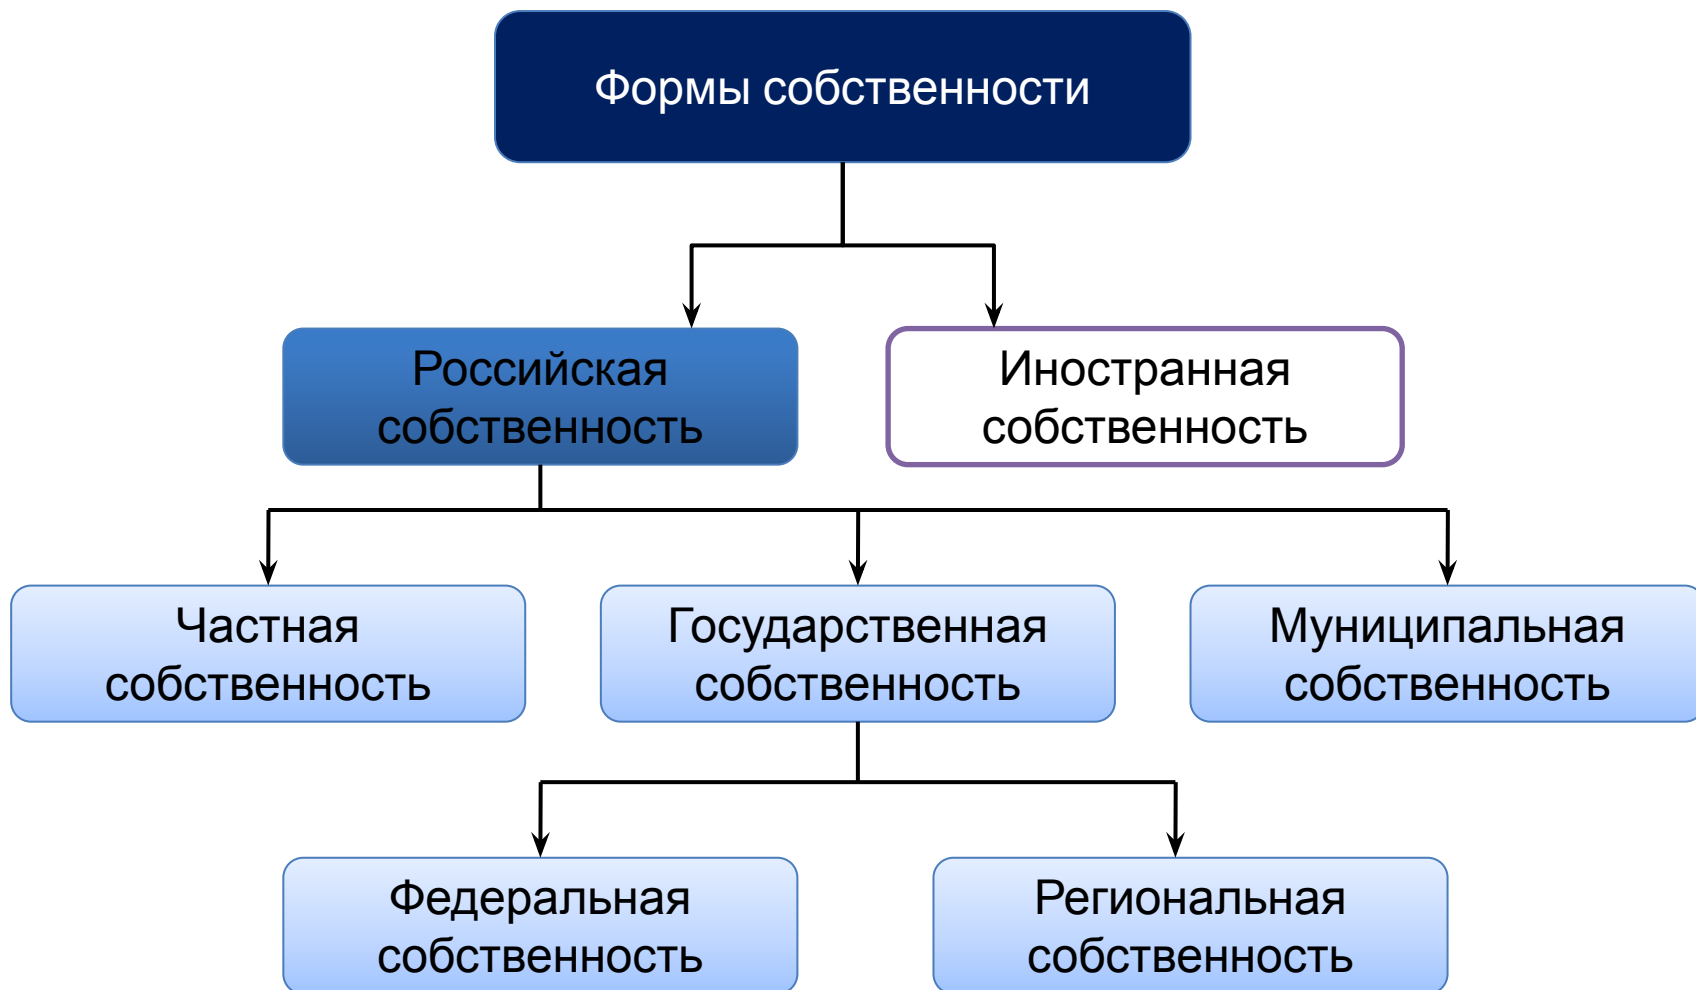 Формы собственности
Российская
собственность
Иностранная
собственность
Частная
собственность
Государственная
собственность
Муниципальная
собственность
Федеральная
собственность
Региональная
собственность